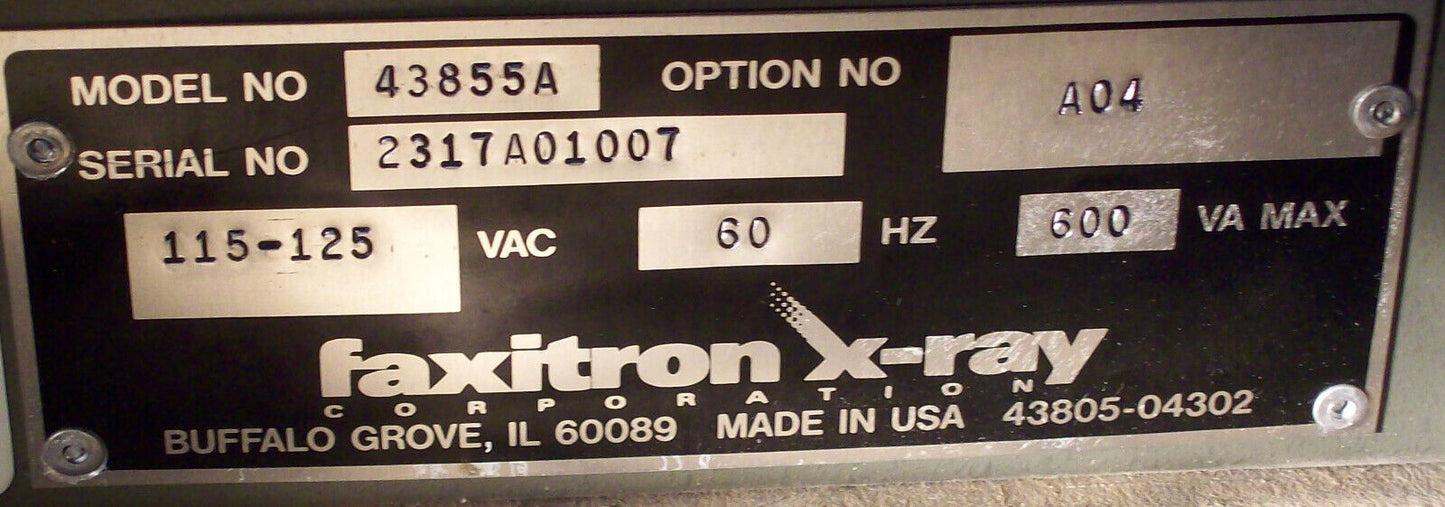 MODEL NO 43855A OPTION NO A04
SERIAL NO 2317A01007
115-125 VAC 60 HZ 600 VA MAX
faxitron x-ray
CORPORATION
BUFFALO GROVE, IL 60089 MADE IN USA 43805-04302